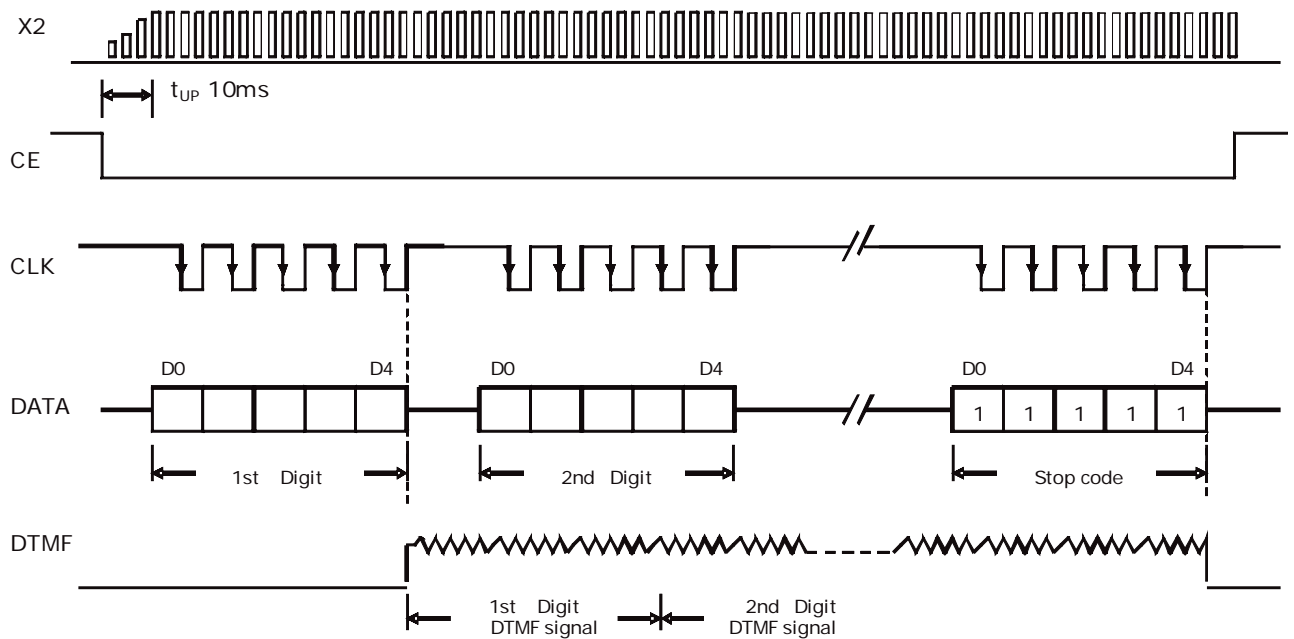 X2
t_UP 10ms
CE
CLK
D0 D4 D0 D4 D0 D4
DATA 1 1 1 1 1
1st Digit 2nd Digit Stop code
DTMF
1st Digit 2nd Digit
DTMF signal DTMF signal